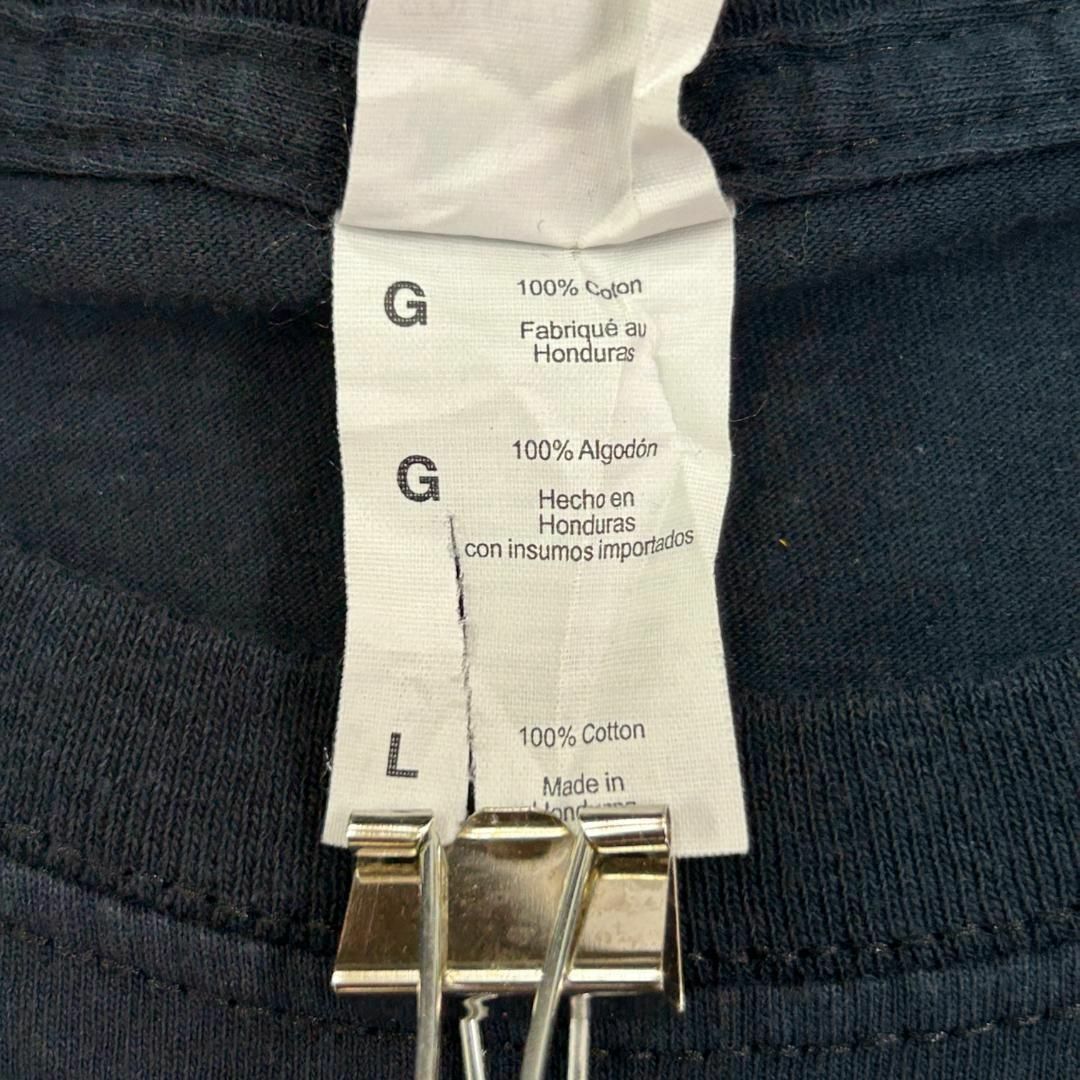 G
100% Coton
Fabriqué au
Honduras
G
100% Algodón
Hecho en
Honduras
con insumos importados
L
100% Cotton
Made in